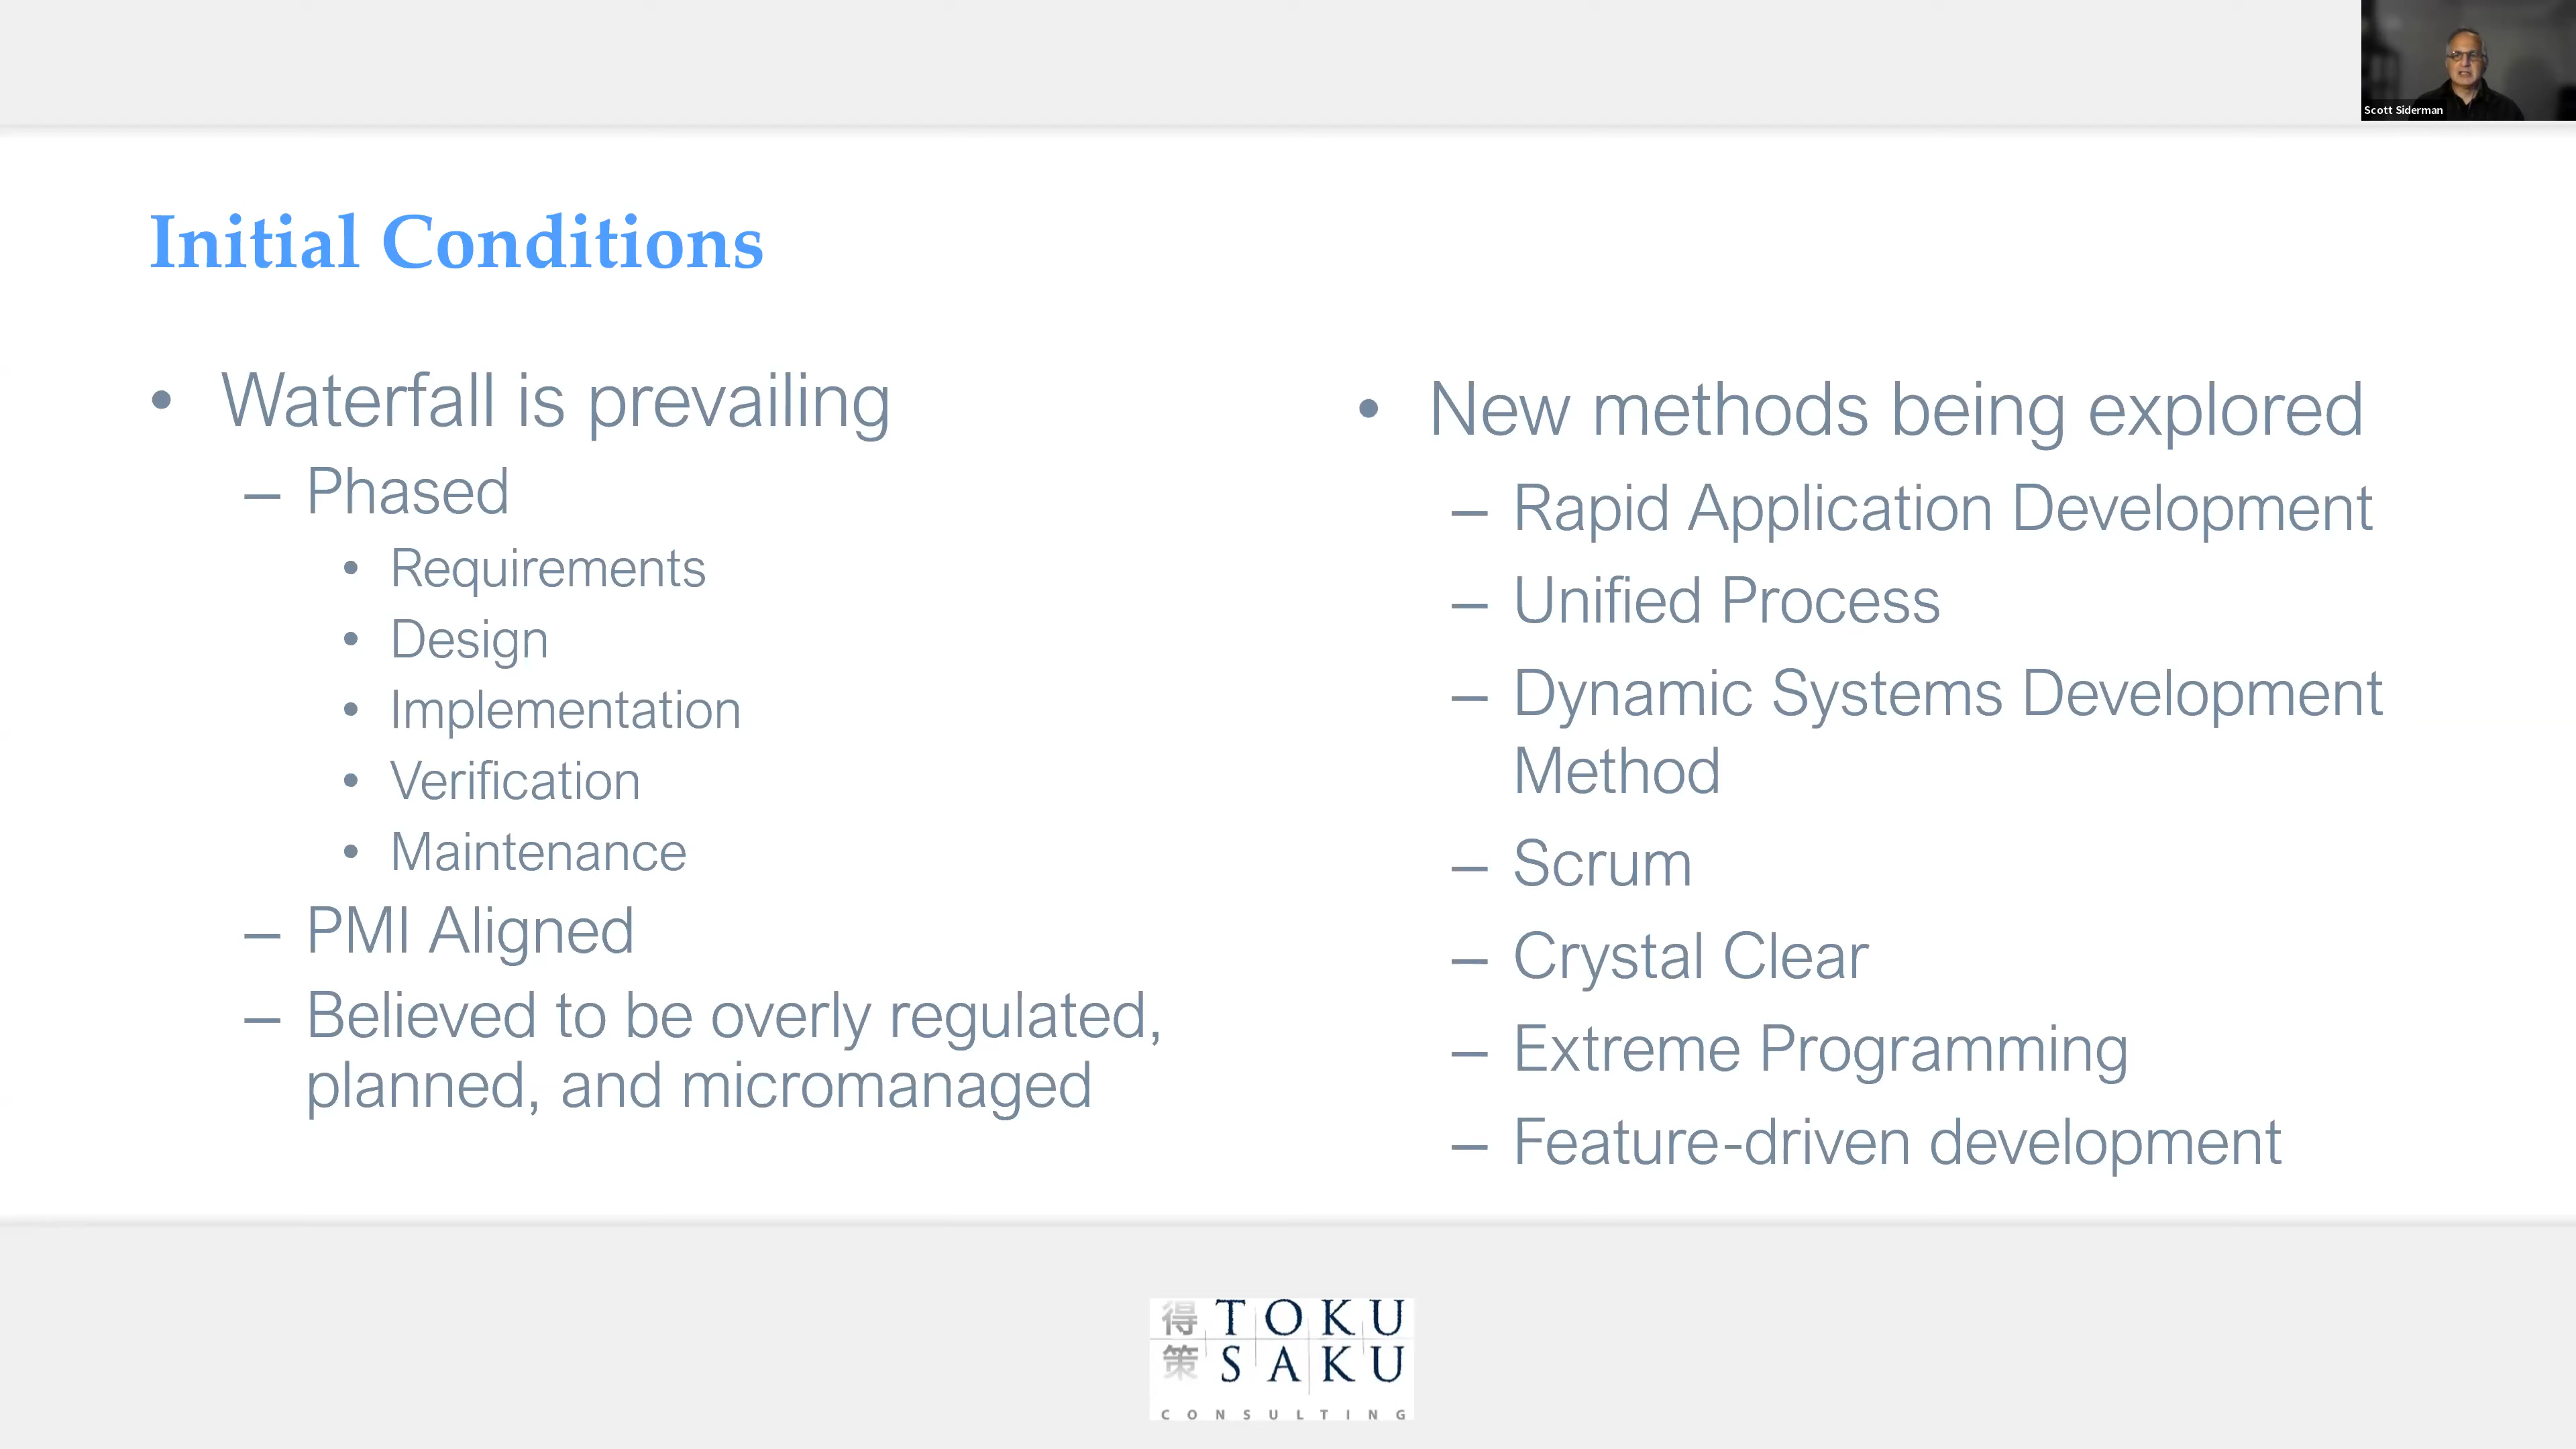 Scott Siderman
Initial Conditions
• Waterfall is prevailing
– Phased
• Requirements
• Design
• Implementation
• Verification
• Maintenance
– PMI Aligned
– Believed to be overly regulated,
planned, and micromanaged
• New methods being explored
– Rapid Application Development
– Unified Process
– Dynamic Systems Development
Method
– Scrum
– Crystal Clear
– Extreme Programming
– Feature-driven development
得 TOKU
策 SAKU
CONSULTING